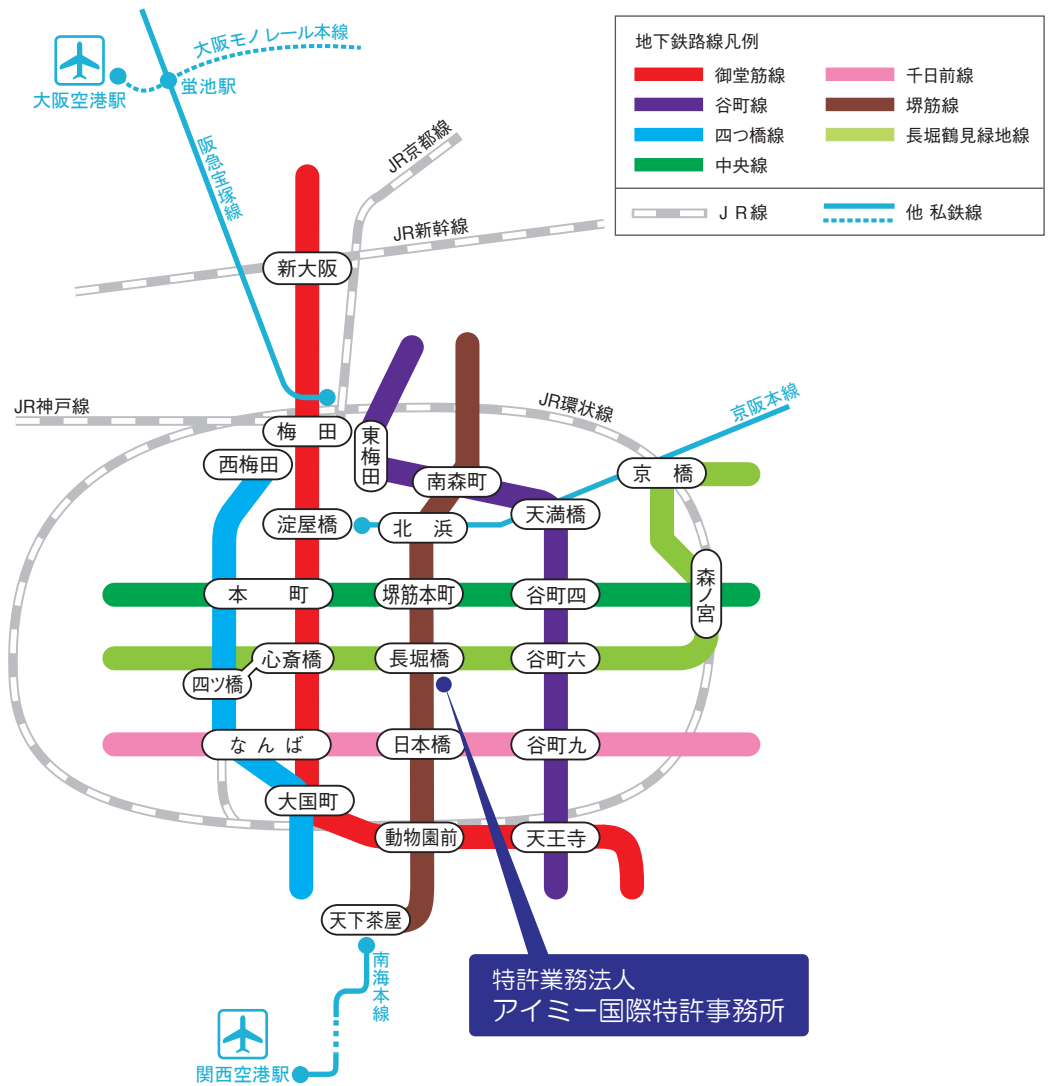 大阪モノレール本線
大阪空港駅
蛍池駅
阪急宝塚線
地下鉄路線凡例
御堂筋線
千日前線
谷町線
堺筋線
四つ橋線
長堀鶴見緑地線
中央線
ＪＲ線
他 私鉄線
JR京都線
JR新幹線
新大阪
JR神戸線
JR環状線
京阪本線
梅 田
東梅田
西梅田
南森町
京 橋
淀屋橋
北 浜
天満橋
本 町
堺筋本町
谷町四
森ノ宮
心斎橋
長堀橋
谷町六
四ツ橋
なんば
日本橋
谷町九
大国町
動物園前
天王寺
天下茶屋
南海本線
関西空港駅
特許業務法人
アイミー国際特許事務所